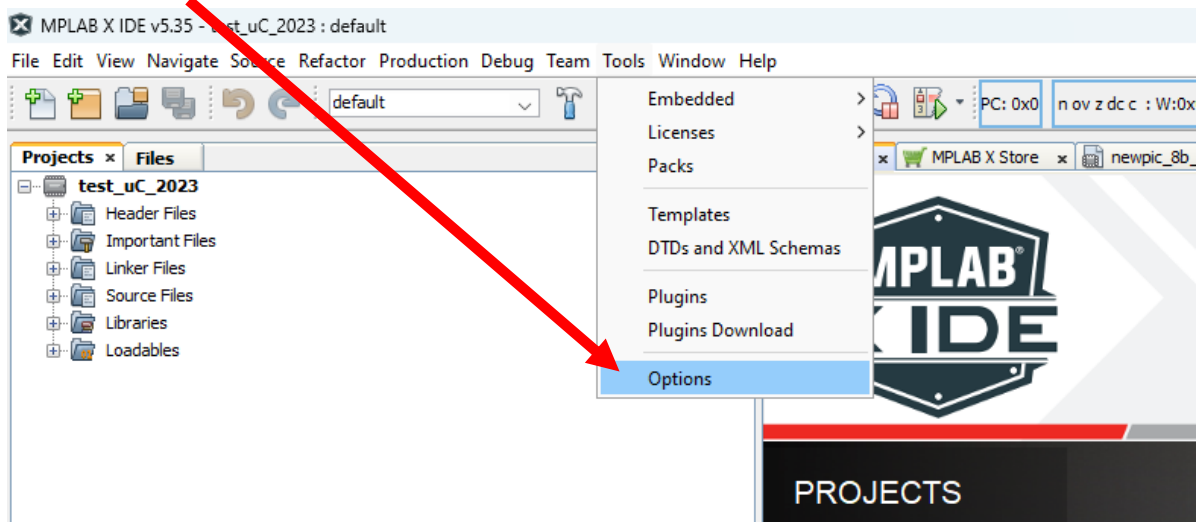 MPLAB X IDE v5.35 - test_uC_2023 : default
File Edit View Navigate Source Refactor Production Debug Team Tools Window Help
default
PC: 0x0
n ov z dc c : W:0x
Projects
Files
test_uC_2023
Header Files
Important Files
Linker Files
Source Files
Libraries
Loadables
Embedded
Licenses
Packs
Templates
DTDs and XML Schemas
Plugins
Plugins Download
Options
MPLAB X Store
newpic_8b_
MPLAB®
X IDE
PROJECTS